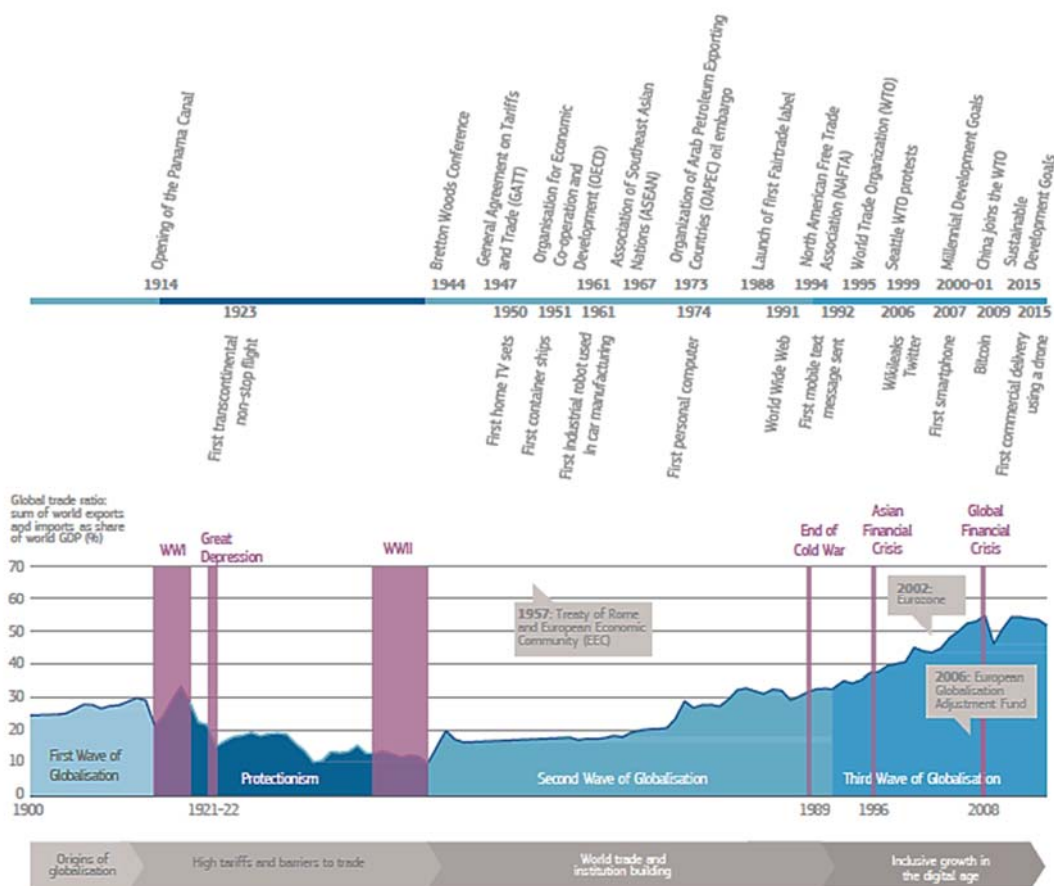 Opening of the Panama Canal
Bretton Woods Conference
General Agreement on Tariffs
and Trade (GATT)
Organisation for Economic
Co-operation and
Development (OECD)
Association of Southeast Asian
Nations (ASEAN)
Organization of Arab Petroleum Exporting
Countries (OAPEC) oil embargo
Launch of first Fairtrade label
North American Free Trade
Association (NAFTA)
World Trade Organization (WTO)
Seattle WTO protests
Millennial Development Goals
China joins the WTO
Sustainable
Development Goals
1914 1944 1947 1961 1967 1973 1988 1994 1995 1999 2000-01 2015
1923 1950 1951 1961 1974 1991 1992 2006 2007 2009 2015
First transcontinental
non-stop flight
First home TV sets
First container ships
First industrial robot used
in car manufacturing
First personal computer
World Wide Web
First mobile text
message sent
Wikileaks
Twitter
First smartphone
Bitcoin
First commercial delivery
using a drone
Global trade ratio:
sum of world exports
and imports as share
of world GDP (%)
WWI
Great
Depression
WWII
End of
Cold War
Asian
Financial
Crisis
Global
Financial
Crisis
70
60
50
40
30
20
10
0
1957: Treaty of Rome
and European Economic
Community (EEC)
2002:
Eurozone
2006: European
Globalisation
Adjustment Fund
First Wave of
Globalisation
Protectionism
Second Wave of Globalisation
Third Wave of Globalisation
1900 1921-22 1989 1996 2008
Origins of
globalisation
High tariffs and barriers to trade
World trade and
institution building
Inclusive growth in
the digital age